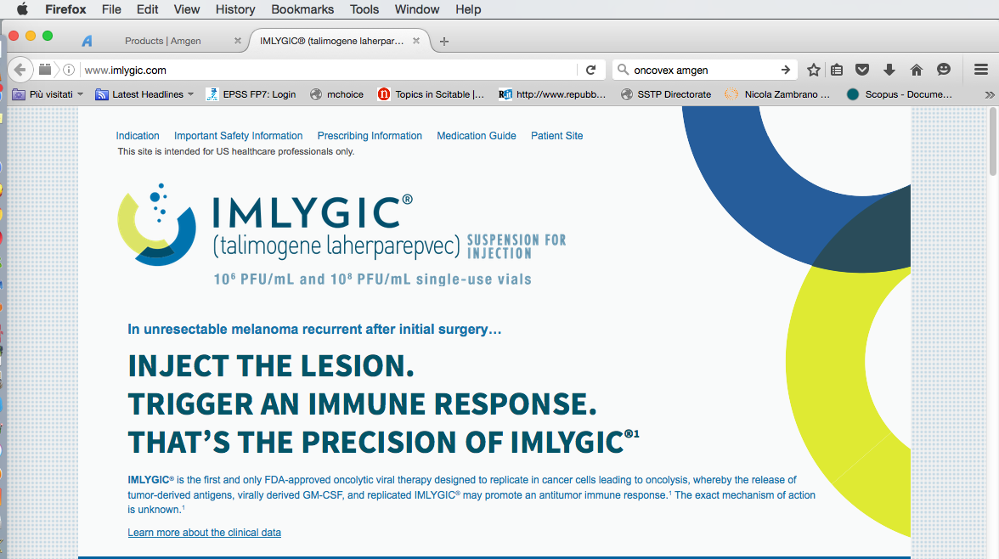 Firefox File Edit View History Bookmarks Tools Window Help
Products | Amgen
IMLYGIC® (talimogene laherpar...
www.imlygic.com
oncovex amgen
Più visitati
Latest Headlines
EPSS FP7: Login
mchoice
Topics in Scitable |...
http://www.repubb...
SSTP Directorate
Nicola Zambrano ...
Scopus - Docume...
Indication Important Safety Information Prescribing Information Medication Guide Patient Site
This site is intended for US healthcare professionals only.
IMLYGIC®
(talimogene laherparepvec) SUSPENSION FOR INJECTION
10⁶ PFU/mL and 10⁸ PFU/mL single-use vials
In unresectable melanoma recurrent after initial surgery…
INJECT THE LESION.
TRIGGER AN IMMUNE RESPONSE.
THAT'S THE PRECISION OF IMLYGIC®¹
IMLYGIC® is the first and only FDA-approved oncolytic viral therapy designed to replicate in cancer cells leading to oncolysis, whereby the release of
tumor-derived antigens, virally derived GM-CSF, and replicated IMLYGIC® may promote an antitumor immune response.¹ The exact mechanism of action
is unknown.¹
Learn more about the clinical data